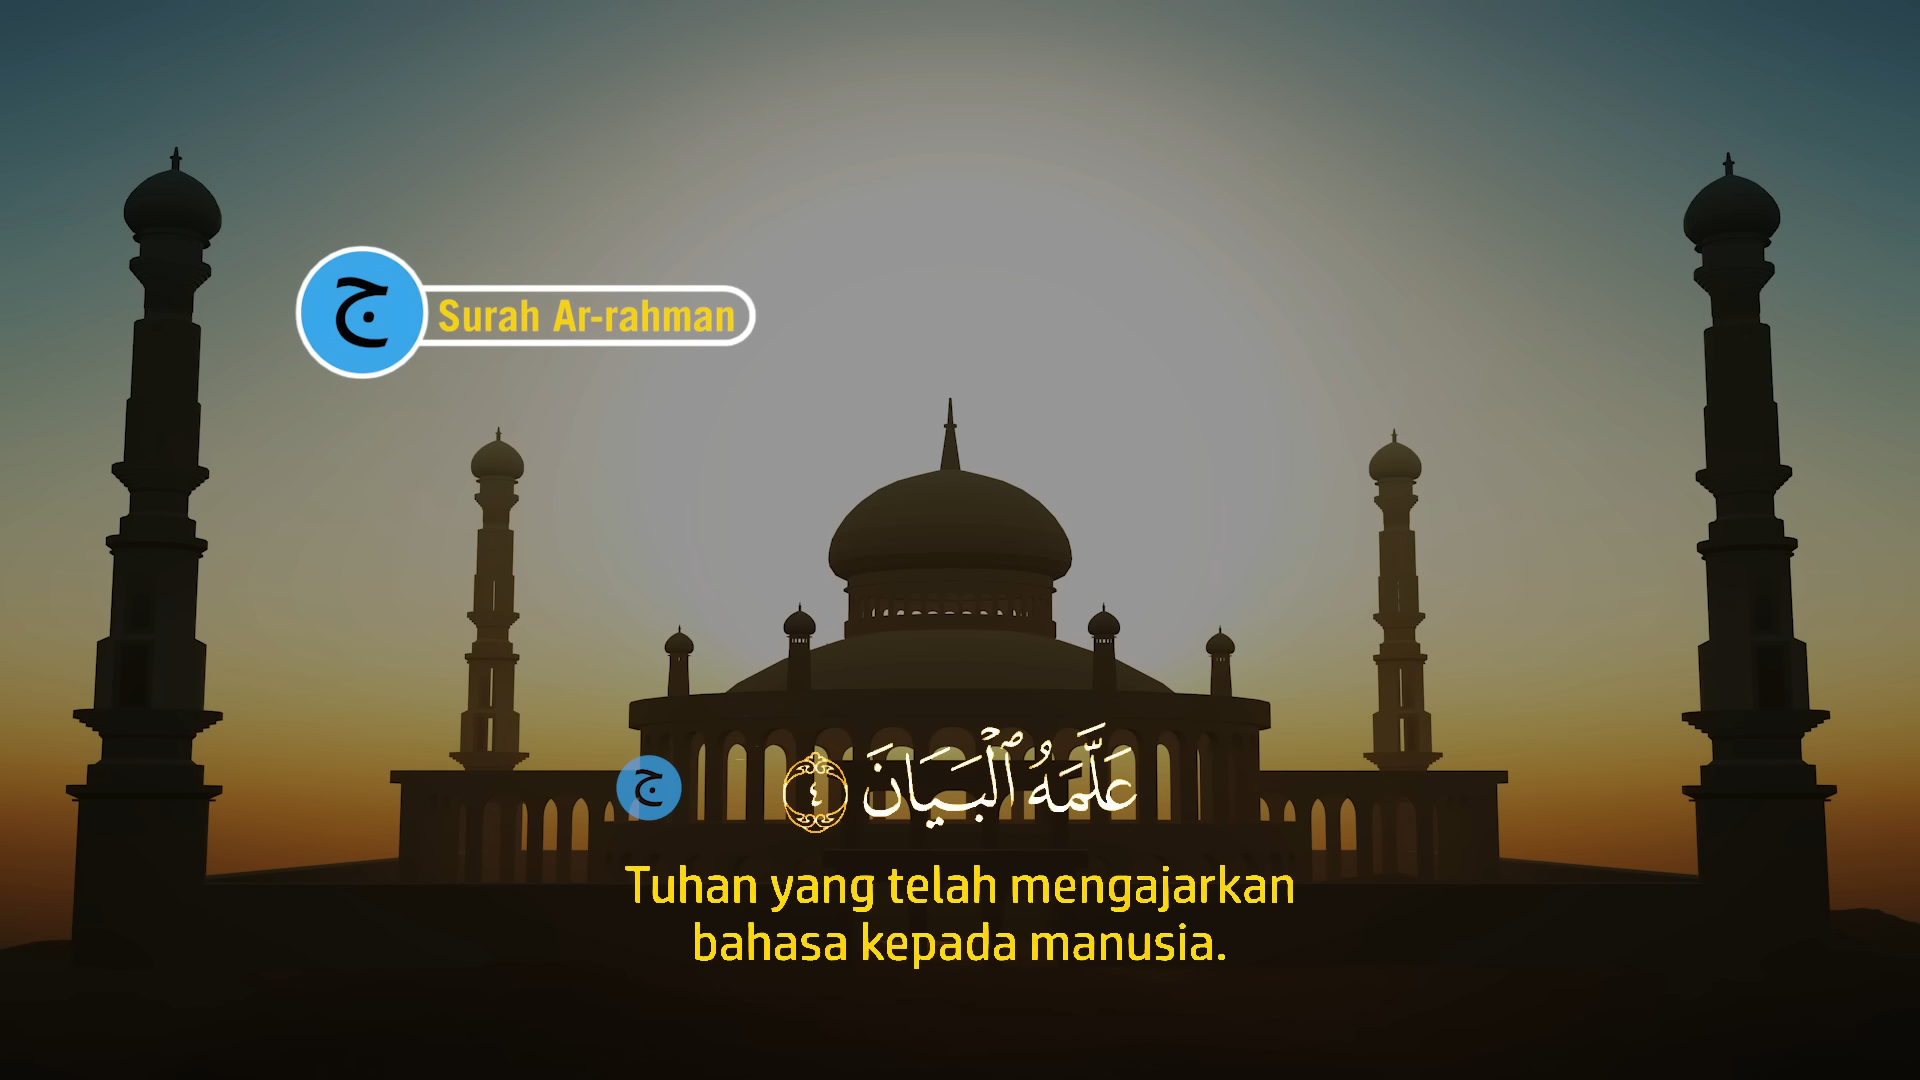 ج
Surah Ar-rahman
ج
عَلَّمَهُ ٱلْبَيَانَ ٤
Tuhan yang telah mengajarkan
bahasa kepada manusia.